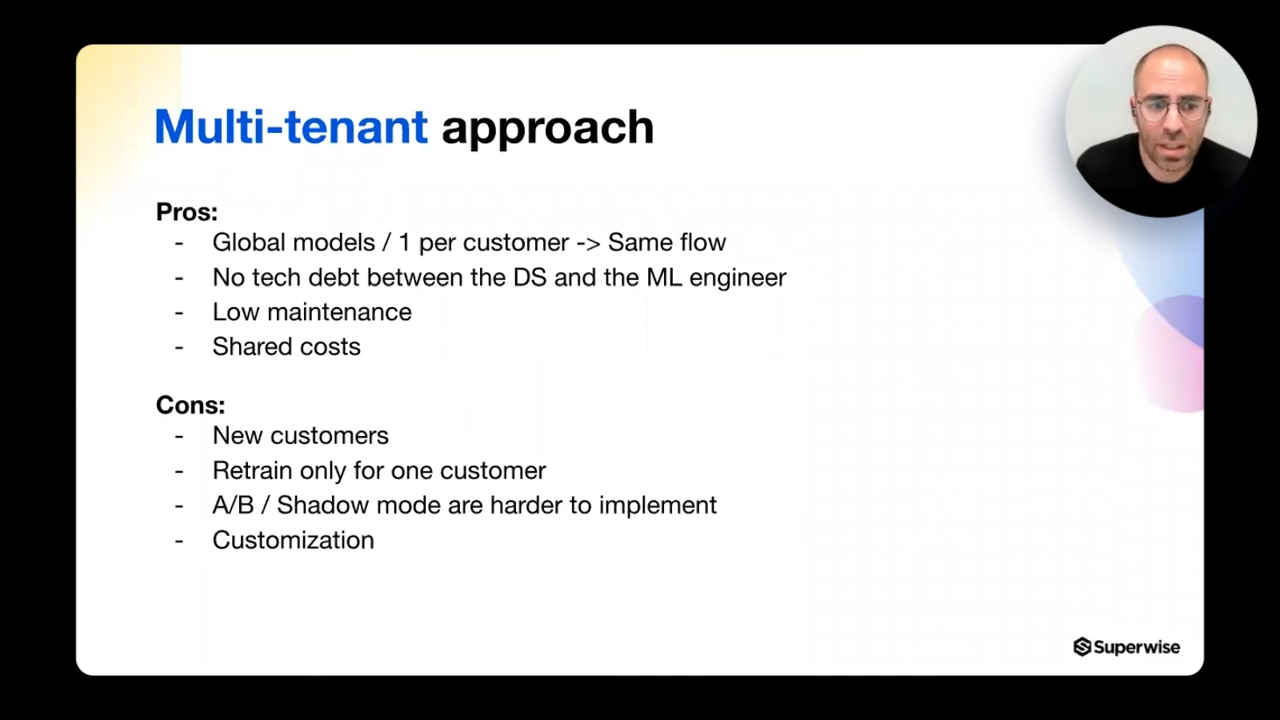 Multi-tenant approach
Pros:
- Global models / 1 per customer -> Same flow
- No tech debt between the DS and the ML engineer
- Low maintenance
- Shared costs
Cons:
- New customers
- Retrain only for one customer
- A/B / Shadow mode are harder to implement
- Customization
Superwise